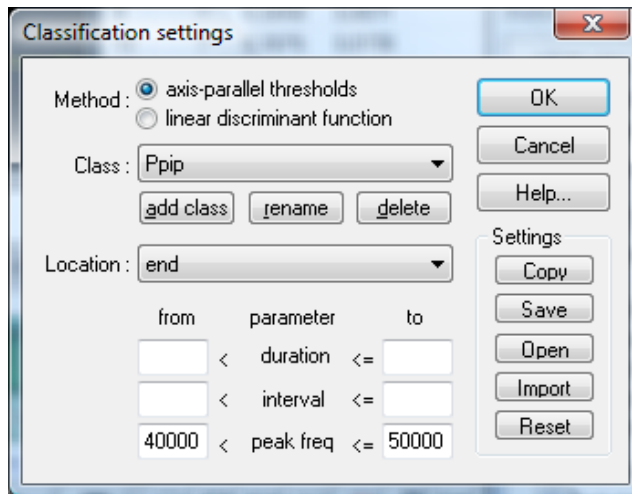 Classification settings
Method : axis-parallel thresholds
linear discriminant function
Class : Ppip
add class rename delete
Location : end
from parameter to
< duration <=
< interval <=
40000 < peak freq <= 50000
OK
Cancel
Help...
Settings
Copy
Save
Open
Import
Reset